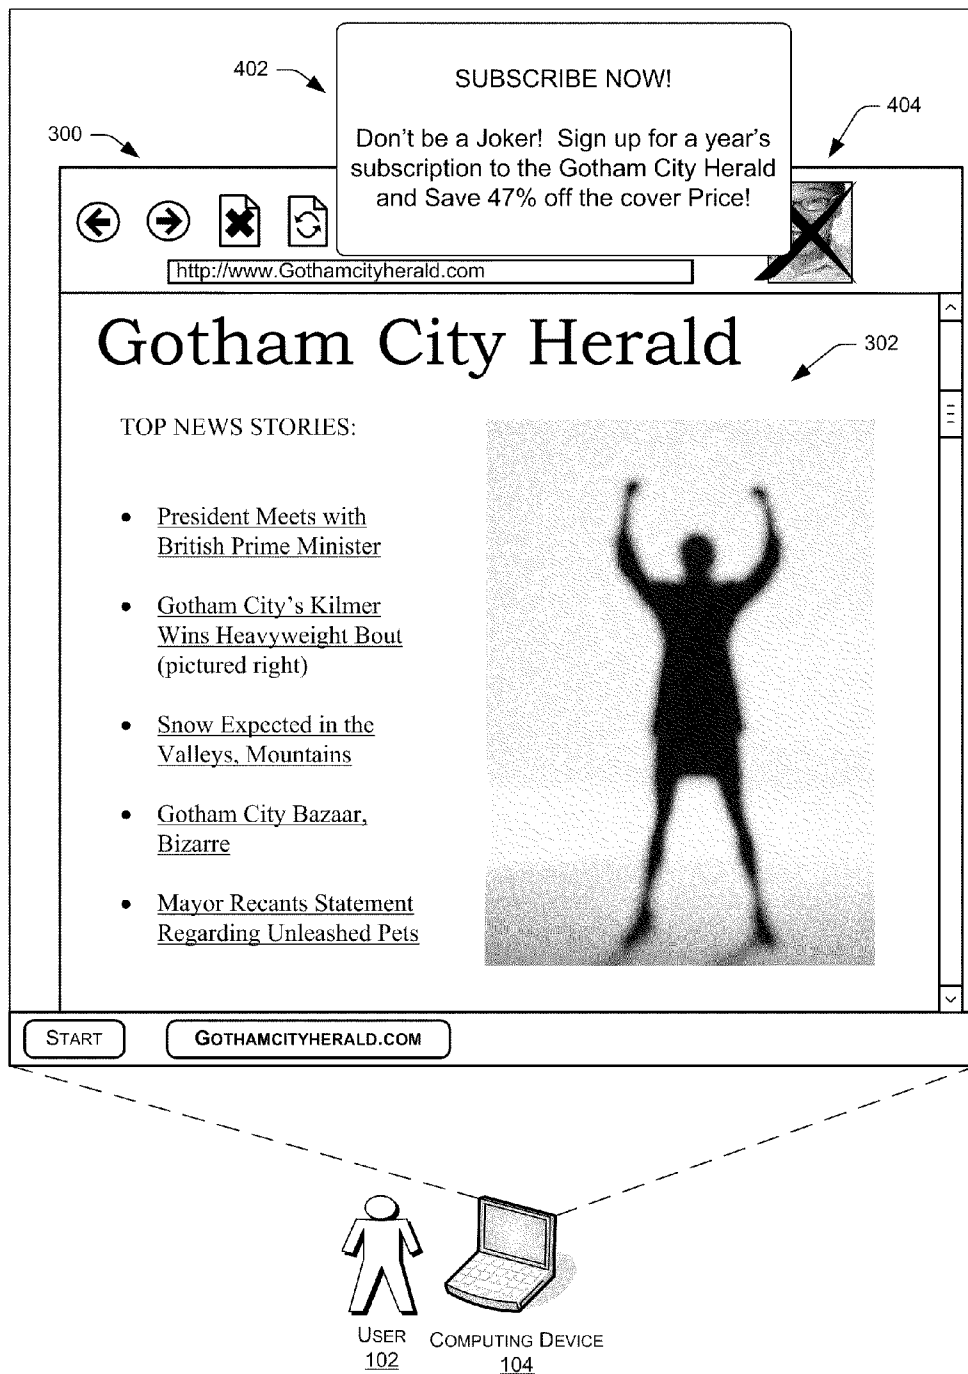 402
SUBSCRIBE NOW!
404
300
Don't be a Joker! Sign up for a year's
subscription to the Gotham City Herald
and Save 47% off the cover Price!
http://www.Gothamcityherald.com
Gotham City Herald
302
TOP NEWS STORIES:
• President Meets with
British Prime Minister
• Gotham City's Kilmer
Wins Heavyweight Bout
(pictured right)
• Snow Expected in the
Valleys, Mountains
• Gotham City Bazaar,
Bizarre
• Mayor Recants Statement
Regarding Unleashed Pets
START
GOTHAMCITYHERALD.COM
USER
102
COMPUTING DEVICE
104